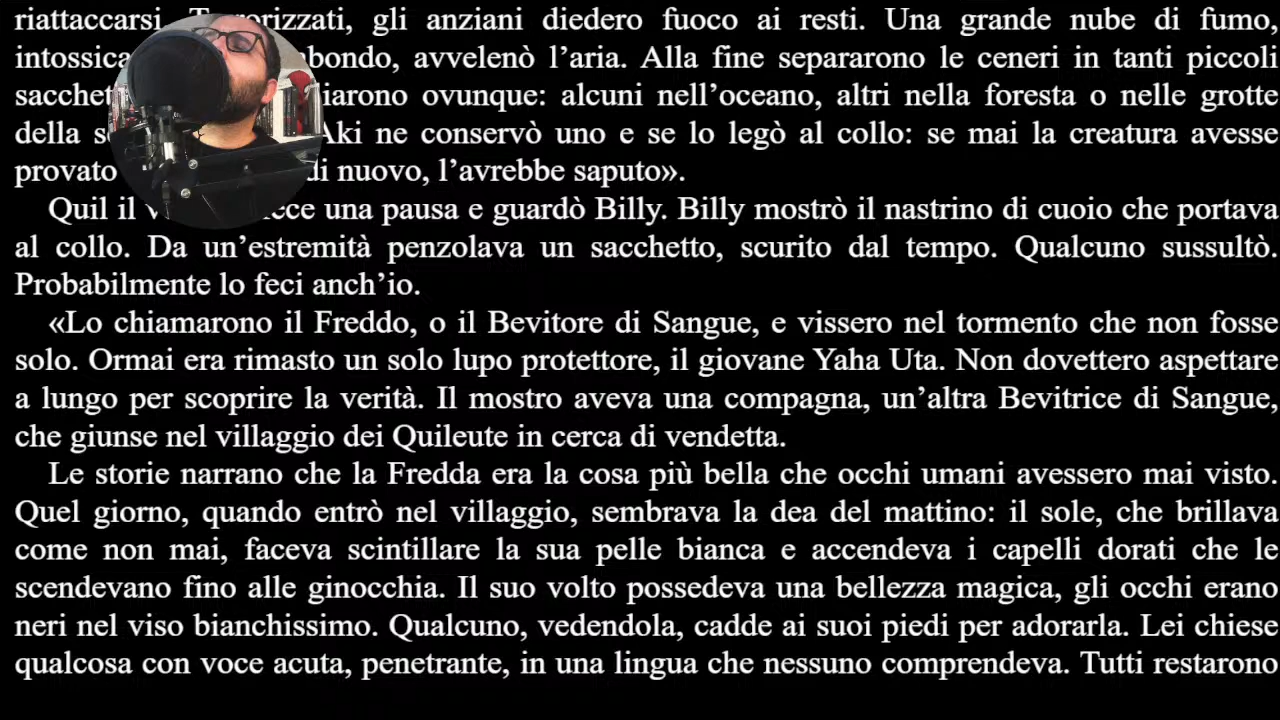 riattaccarsi. Terrorizzati, gli anziani diedero fuoco ai resti. Una grande nube di fumo,
intossica bondo, avvelenò l’aria. Alla fine separarono le ceneri in tanti piccoli
sacchet iarono ovunque: alcuni nell’oceano, altri nella foresta o nelle grotte
della Aki ne conservò uno e se lo legò al collo: se mai la creatura avesse
provato di nuovo, l’avrebbe saputo».
Quil il fece una pausa e guardò Billy. Billy mostrò il nastrino di cuoio che portava
al collo. Da un’estremità penzolava un sacchetto, scurito dal tempo. Qualcuno sussultò.
Probabilmente lo feci anch’io.
«Lo chiamarono il Freddo, o il Bevitore di Sangue, e vissero nel tormento che non fosse
solo. Ormai era rimasto un solo lupo protettore, il giovane Yaha Uta. Non dovettero aspettare
a lungo per scoprire la verità. Il mostro aveva una compagna, un’altra Bevitrice di Sangue,
che giunse nel villaggio dei Quileute in cerca di vendetta.
Le storie narrano che la Fredda era la cosa più bella che occhi umani avessero mai visto.
Quel giorno, quando entrò nel villaggio, sembrava la dea del mattino: il sole, che brillava
come non mai, faceva scintillare la sua pelle bianca e accendeva i capelli dorati che le
scendevano fino alle ginocchia. Il suo volto possedeva una bellezza magica, gli occhi erano
neri nel viso bianchissimo. Qualcuno, vedendola, cadde ai suoi piedi per adorarla. Lei chiese
qualcosa con voce acuta, penetrante, in una lingua che nessuno comprendeva. Tutti restarono